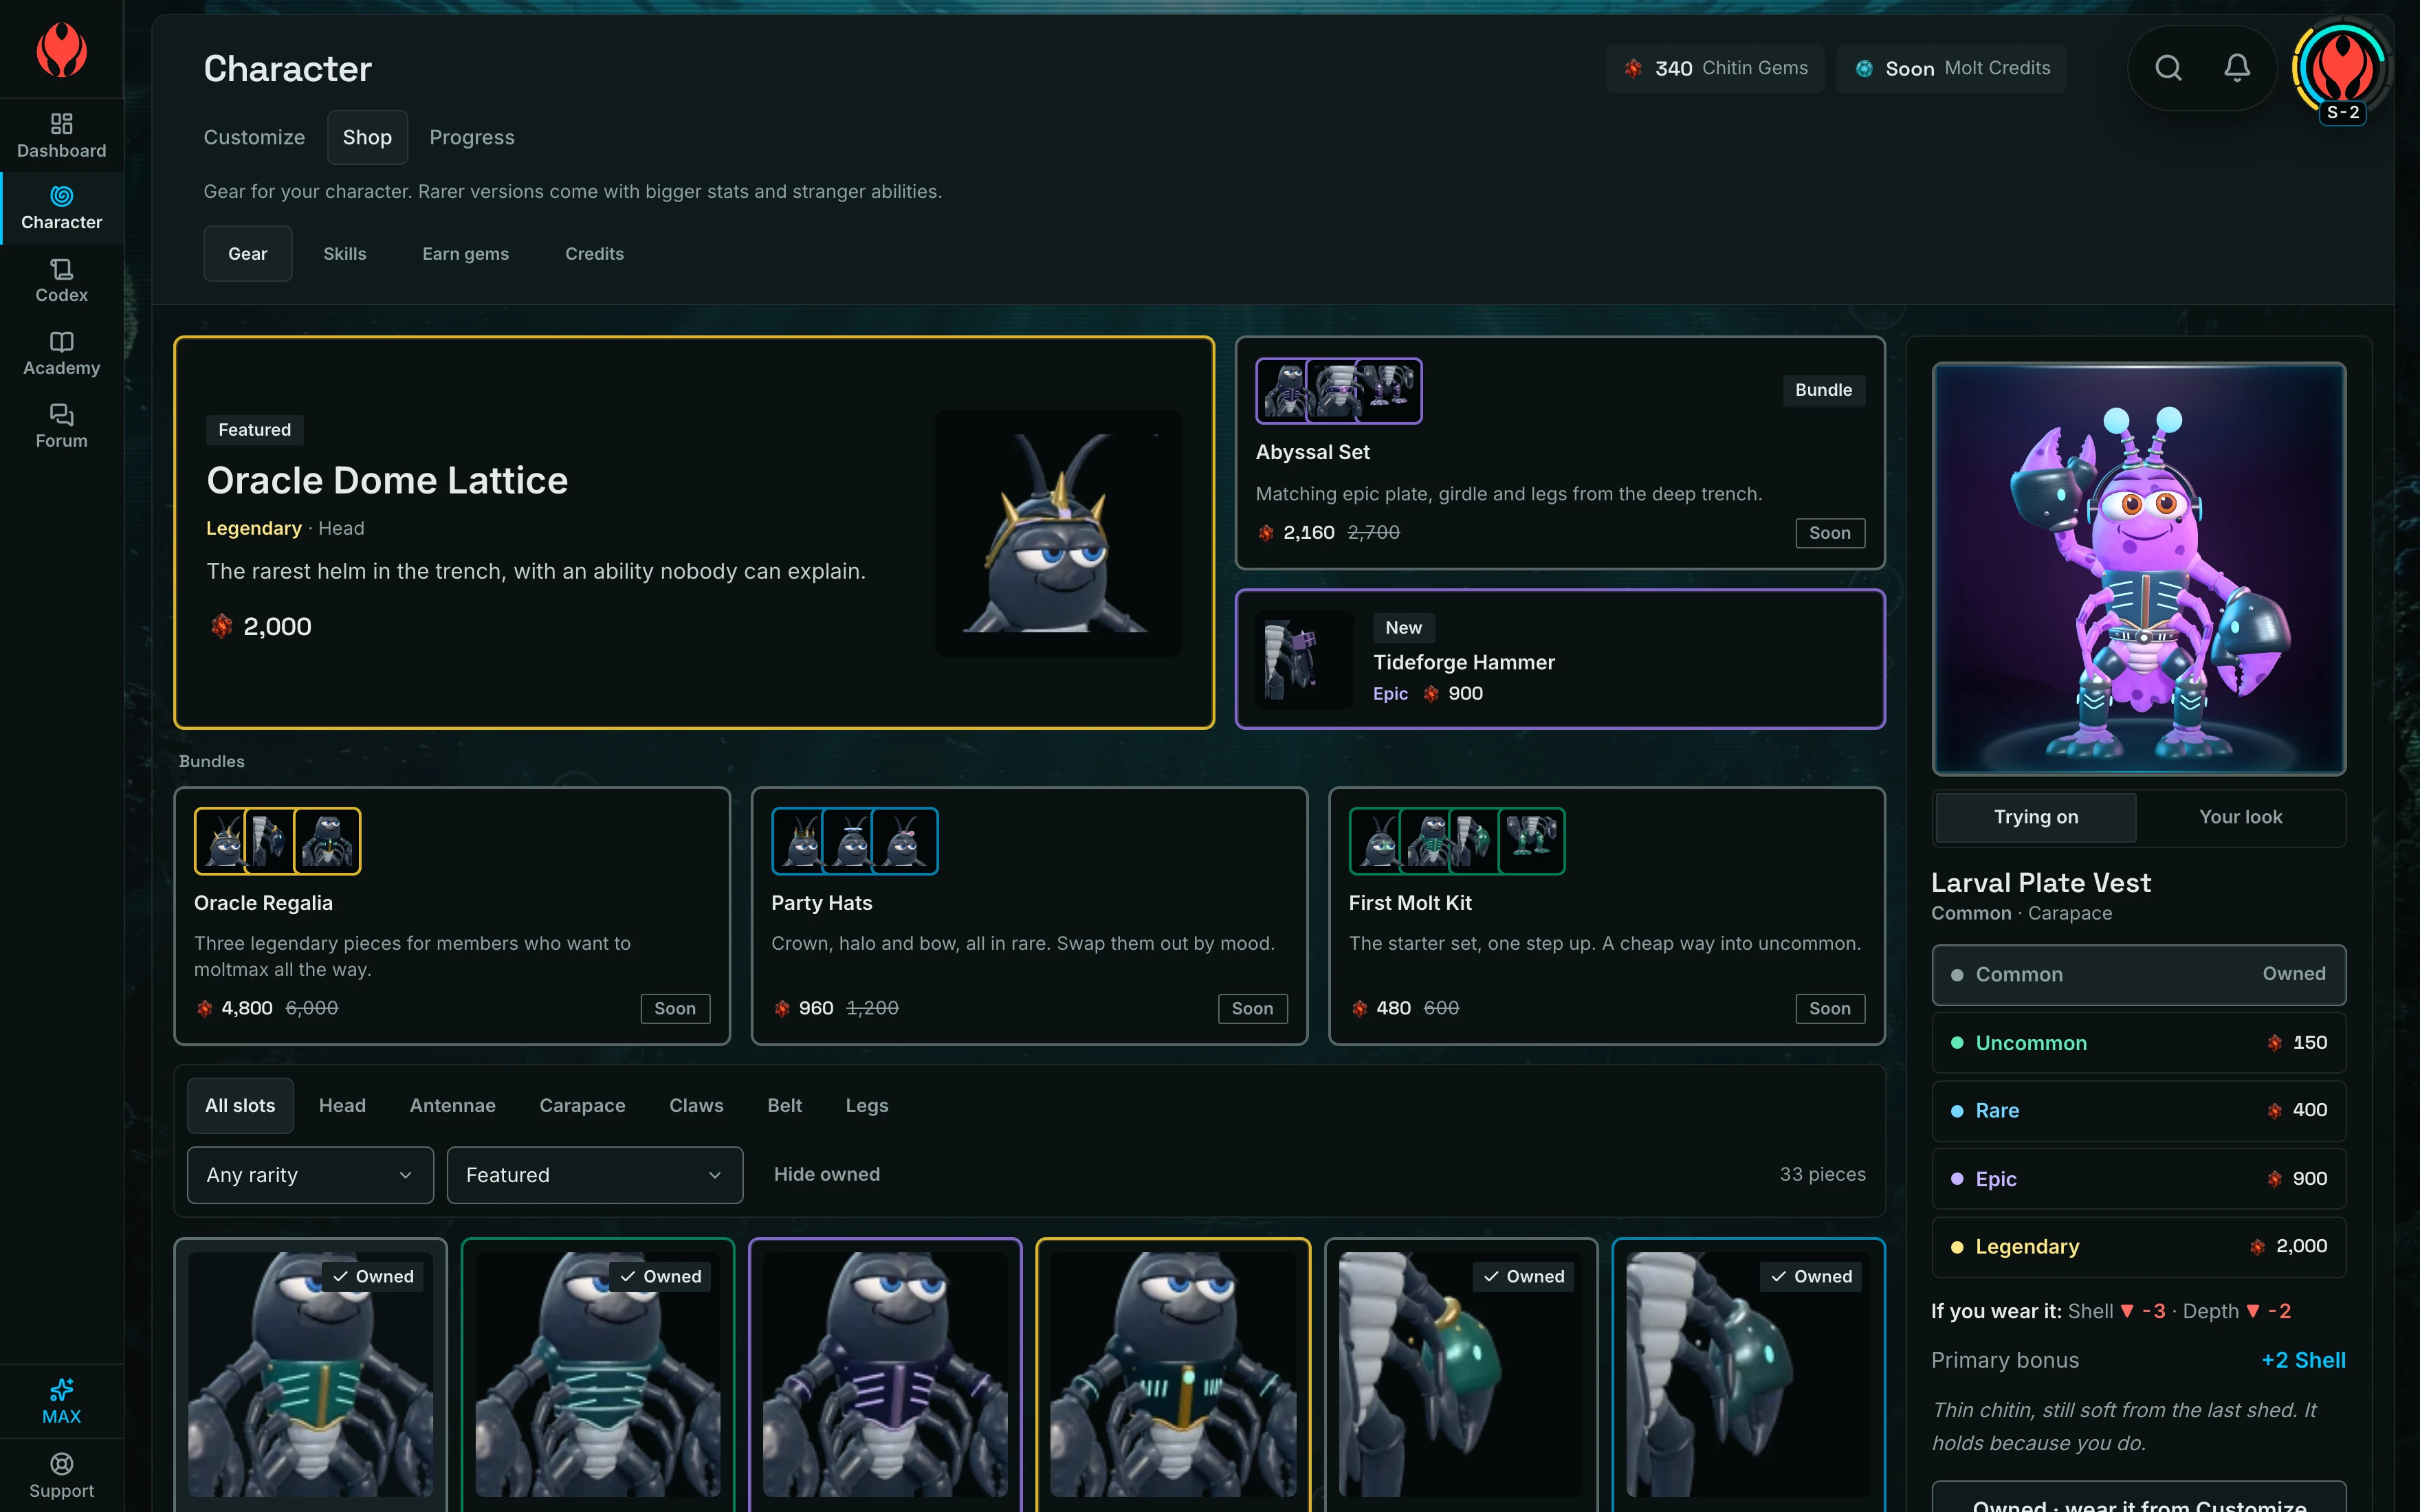 Character
340 Chitin Gems
Soon Molt Credits
S-2
Dashboard
Character
Codex
Academy
Forum
MAX
Support
Customize
Shop
Progress
Gear for your character. Rarer versions come with bigger stats and stranger abilities.
Gear
Skills
Earn gems
Credits
Featured
Oracle Dome Lattice
Legendary · Head
The rarest helm in the trench, with an ability nobody can explain.
2,000
Bundle
Abyssal Set
Matching epic plate, girdle and legs from the deep trench.
2,160 2,700
Soon
New
Tideforge Hammer
Epic 900
Bundles
Oracle Regalia
Three legendary pieces for members who want to
moltmax all the way.
4,800 6,000
Soon
Party Hats
Crown, halo and bow, all in rare. Swap them out by mood.
960 1,200
Soon
First Molt Kit
The starter set, one step up. A cheap way into uncommon.
480 600
Soon
All slots
Head
Antennae
Carapace
Claws
Belt
Legs
Any rarity
Featured
Hide owned
33 pieces
Owned
Owned
Owned
Owned
Trying on
Your look
Larval Plate Vest
Common · Carapace
Common Owned
Uncommon 150
Rare 400
Epic 900
Legendary 2,000
If you wear it: Shell ▼ -3 · Depth ▼ -2
Primary bonus +2 Shell
Thin chitin, still soft from the last shed. It
holds because you do.
Owned · wear it from Customize